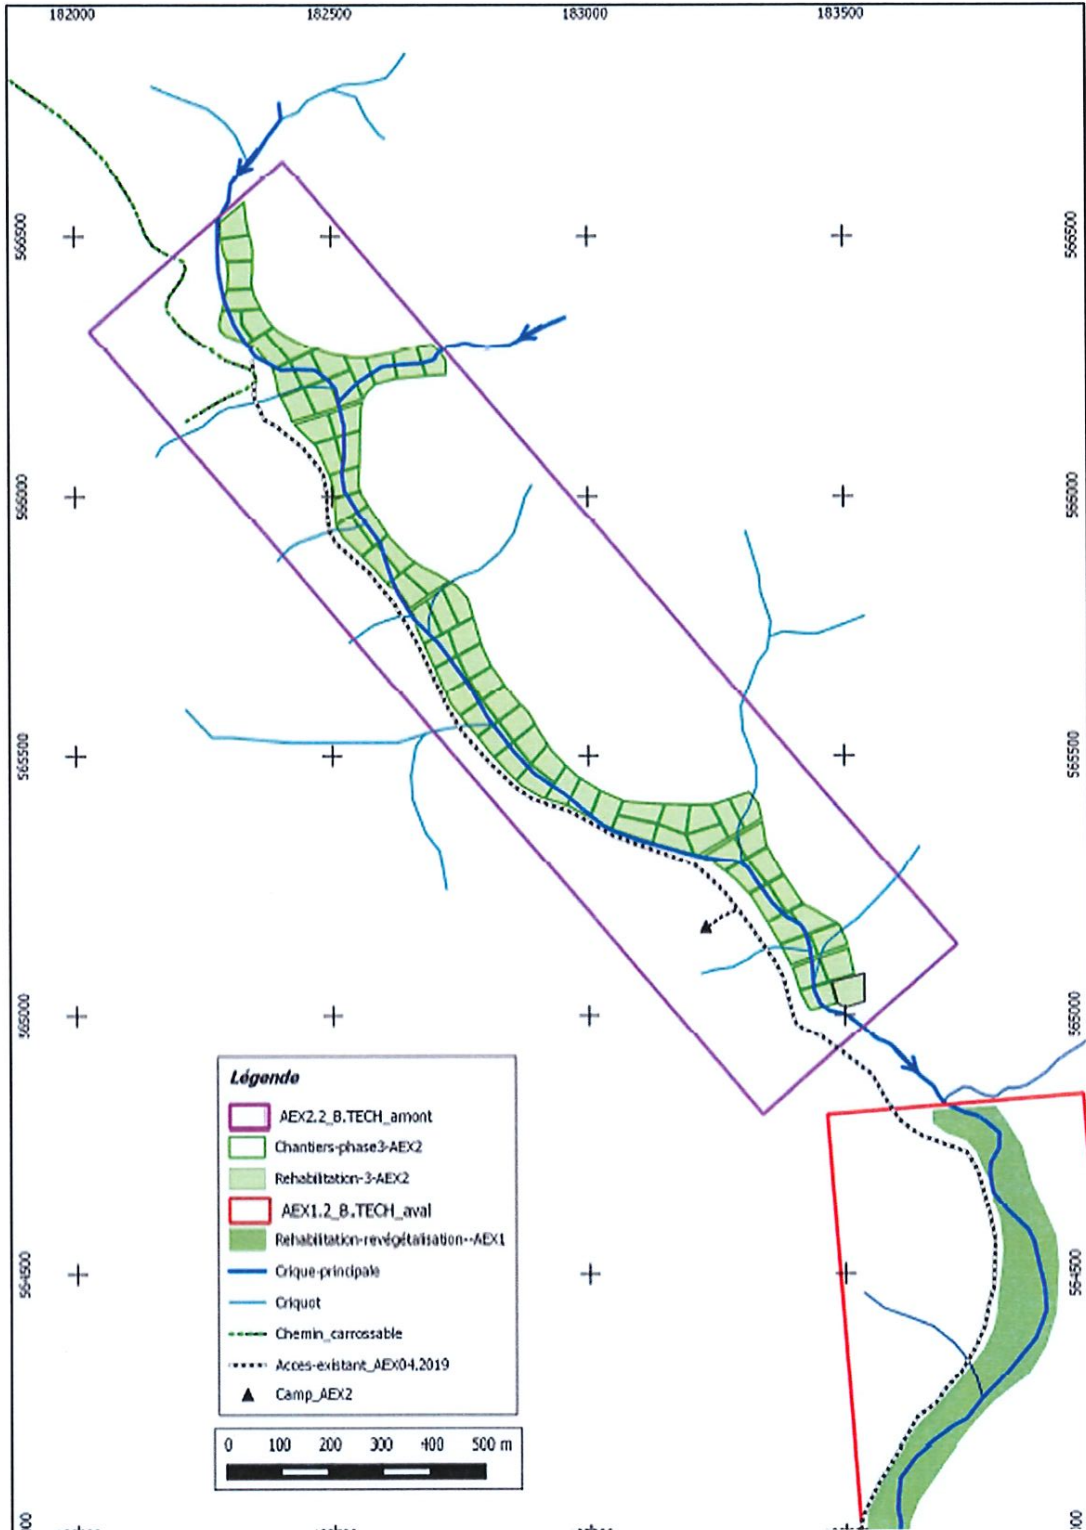 182000 182500 183000 183500
566500 566500
566000 566000
565500 565500
565000 565000
Légende
AEX2.2_B.TECH_amont
Chantiers-phase3-AEX2
Rehabilitation-3-AEX2
AEX1.2_B.TECH_aval
Rehabilitation-revégétalisation--AEX1
Crique-principale
Criquot
Chemin_carrossable
Acces-existant_AEX04.2019
Camp_AEX2
564500 564500
0 100 200 300 400 500 m